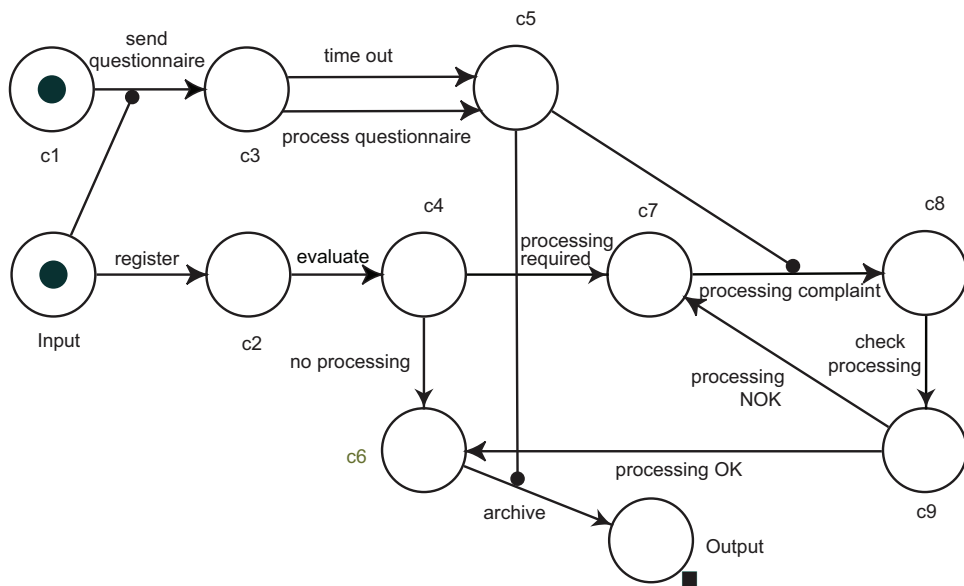 c5
send
questionnaire
time out
process questionnaire
c1
c3
c4
c7
c8
register
evaluate
processing
required
processing complaint
Input
c2
no processing
check
processing
processing
NOK
c6
processing OK
archive
c9
Output